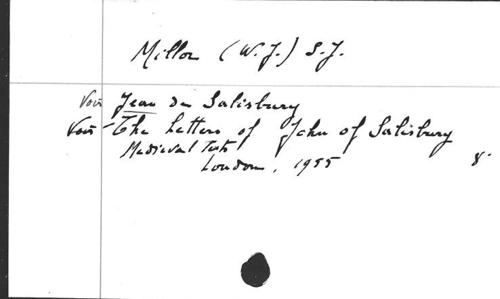 Millor (W.J.) S.J.
Voir Jean de Salisbury
Voir - The Letters of John of Salisbury
Medieval Texts
London, 1955 8°